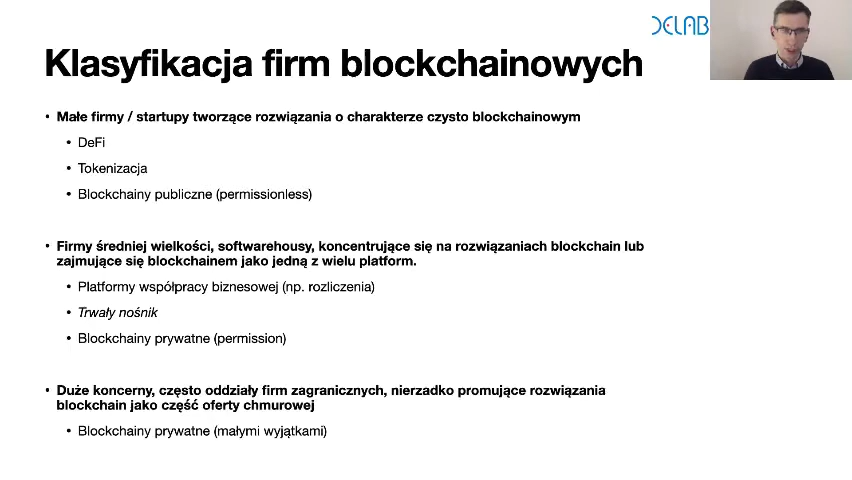 DELAB
Klasyfikacja firm blockchainowych
• Małe firmy / startupy tworzące rozwiązania o charakterze czysto blockchainowym
• DeFi
• Tokenizacja
• Blockchainy publiczne (permissionless)
• Firmy średniej wielkości, softwarehousy, koncentrujące się na rozwiązaniach blockchain lub
zajmujące się blockchainem jako jedną z wielu platform.
• Platformy współpracy biznesowej (np. rozliczenia)
• Trwały nośnik
• Blockchainy prywatne (permission)
• Duże koncerny, często oddziały firm zagranicznych, nierzadko promujące rozwiązania
blockchain jako część oferty chmurowej
• Blockchainy prywatne (małymi wyjątkami)